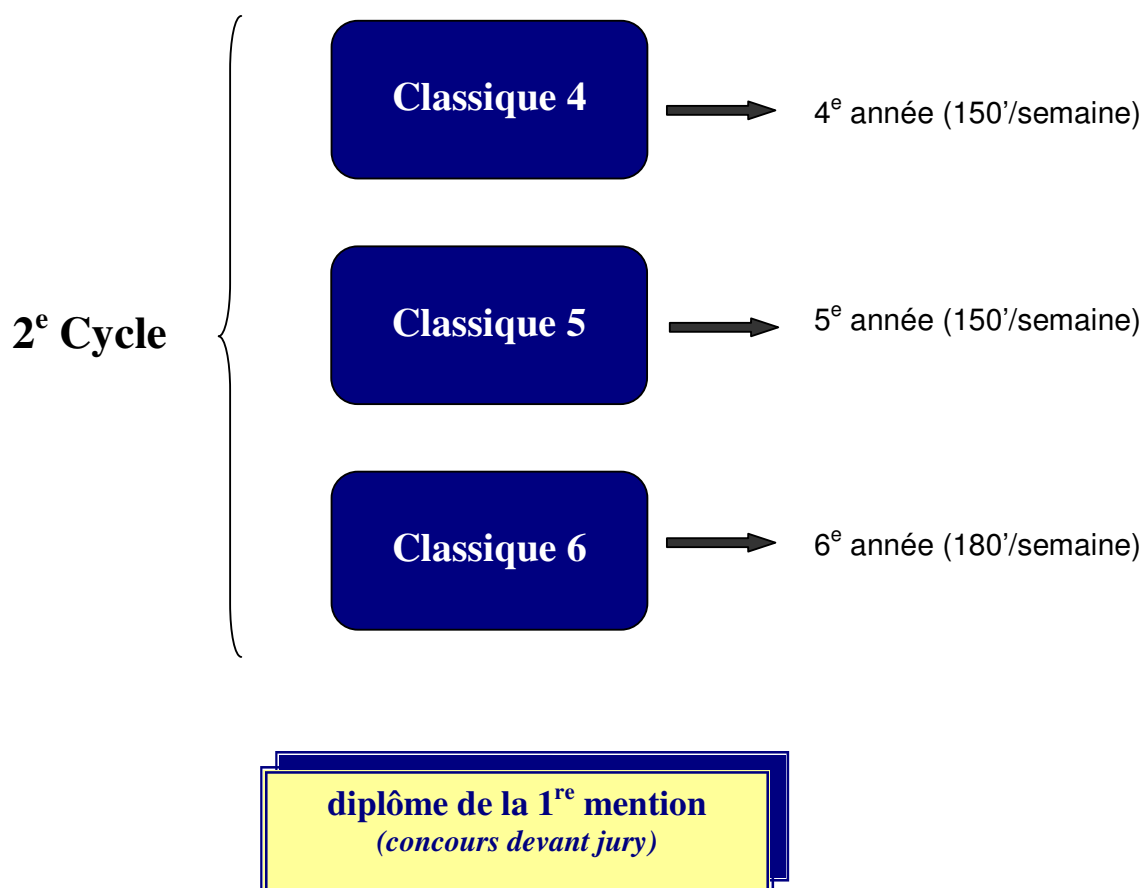 Classique 4
4e année (150’/semaine)
2e Cycle
Classique 5
5e année (150’/semaine)
Classique 6
6e année (180’/semaine)
diplôme de la 1re mention
(concours devant jury)